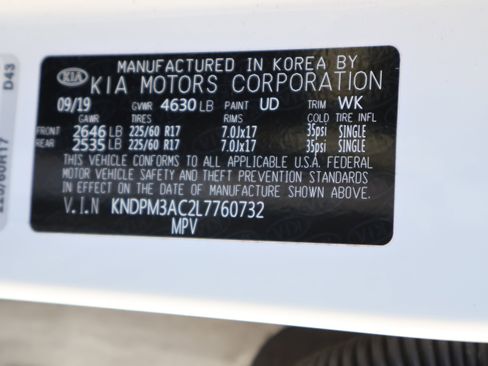 MANUFACTURED IN KOREA BY
KIA
KIA MOTORS CORPORATION
09/19 GVWR 4630 LB PAINT UD TRIM WK
GAWR TIRES RIMS COLD TIRE INFL
FRONT 2646 LB 225/60 R17 7.0Jx17 35psi SINGLE
REAR 2535 LB 225/60 R17 7.0Jx17 35psi SINGLE
THIS VEHICLE CONFORMS TO ALL APPLICABLE U.S.A. FEDERAL
MOTOR VEHICLE SAFETY AND THEFT PREVENTION STANDARDS
IN EFFECT ON THE DATE OF MANUFACTURE SHOWN ABOVE.
V.I.N KNDPM3AC2L7760732
MPV
D43
225/60R17